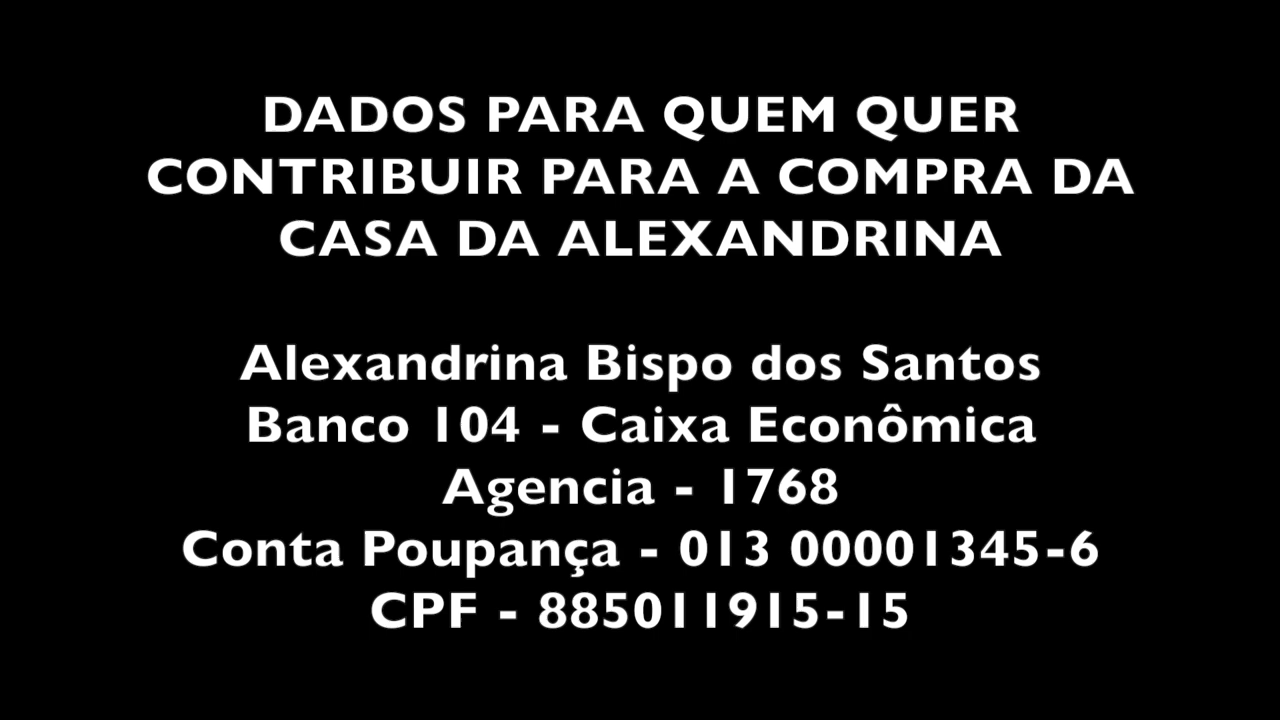 DADOS PARA QUEM QUER
CONTRIBUIR PARA A COMPRA DA
CASA DA ALEXANDRINA
Alexandrina Bispo dos Santos
Banco 104 - Caixa Econômica
Agencia - 1768
Conta Poupança - 013 00001345-6
CPF - 885011915-15